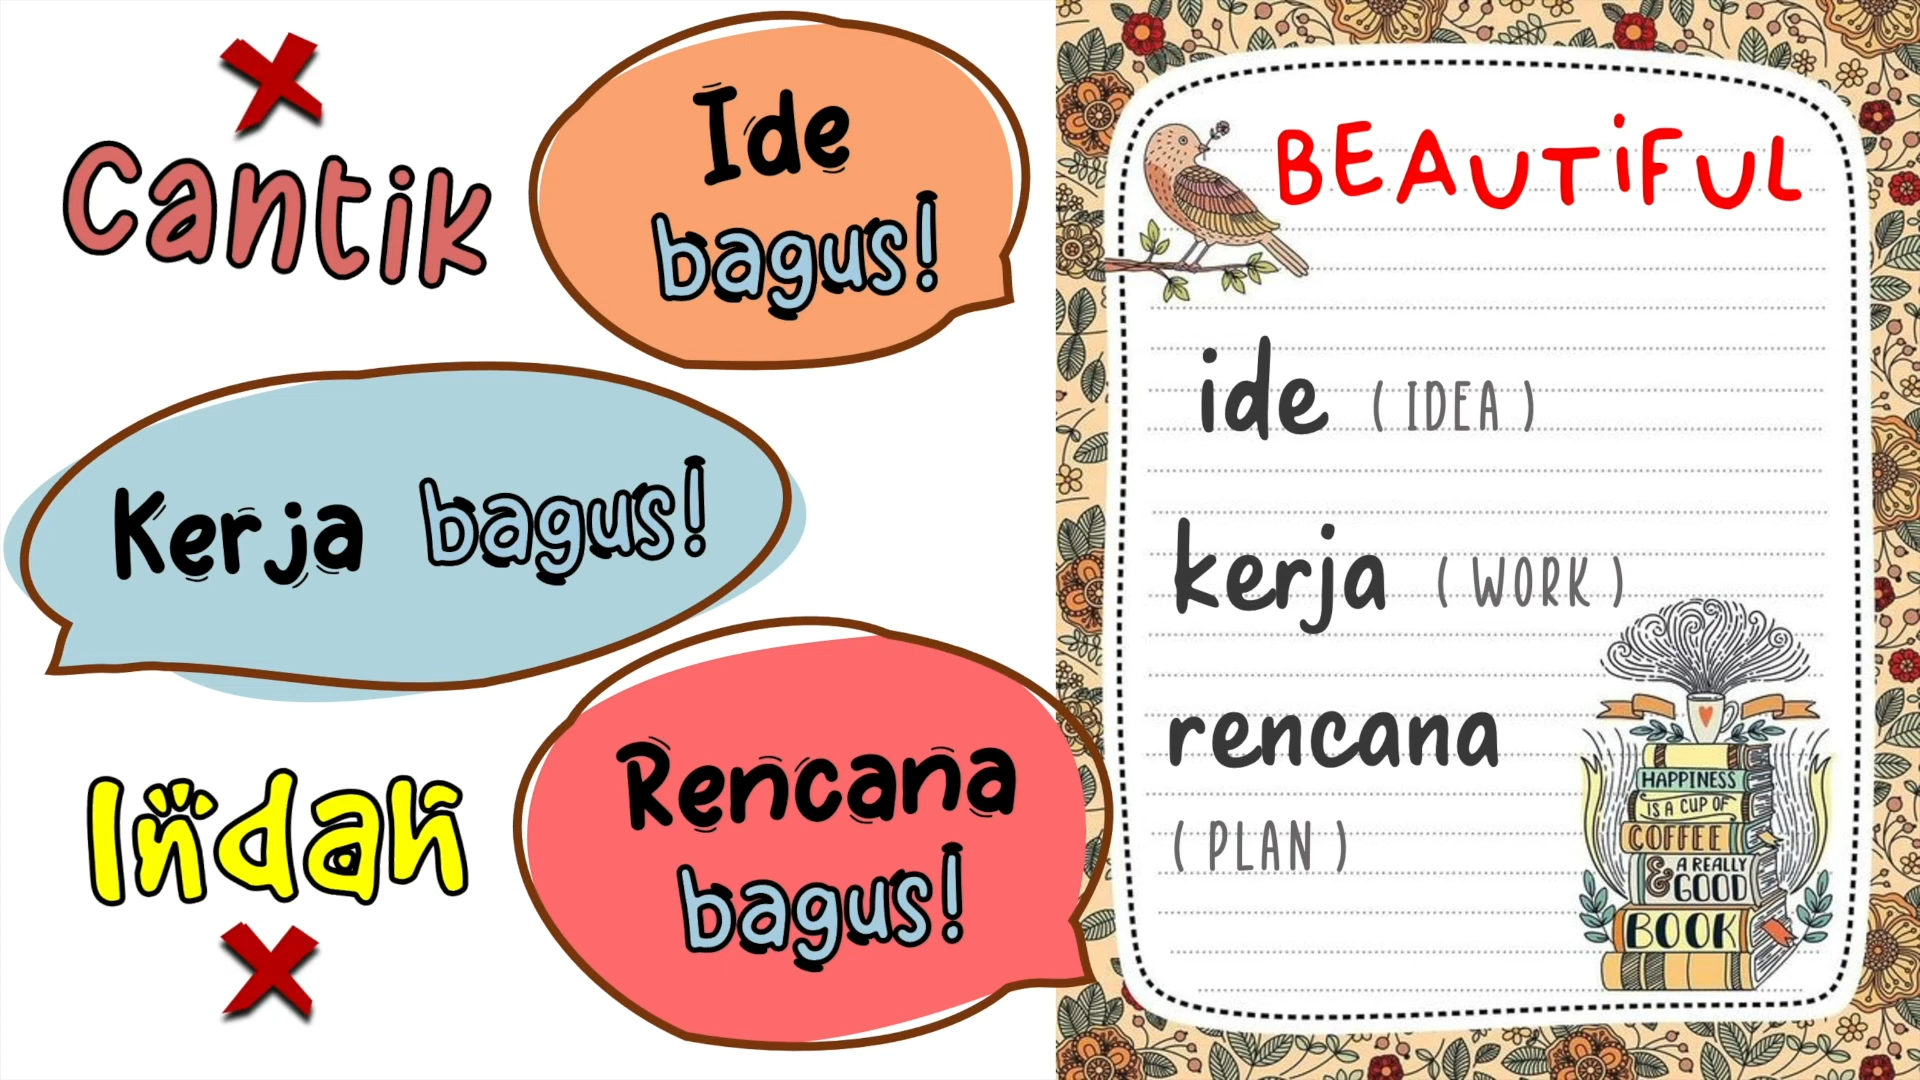 Cantik
Ide
bagus!
Kerja bagus!
Rencana
bagus!
Indah
BEAUTiFUL
ide ( IDEA )
kerja ( WORK )
rencana
( PLAN )
HAPPINESS
IS A CUP OF
COFFEE
& A REALLY
GOOD
BOOK